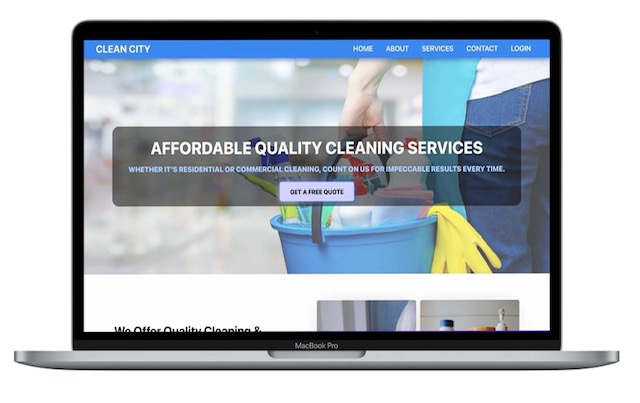 CLEAN CITY
HOME ABOUT SERVICES CONTACT LOGIN
AFFORDABLE QUALITY CLEANING SERVICES
WHETHER IT'S RESIDENTIAL OR COMMERCIAL CLEANING, COUNT ON US FOR IMPECCABLE RESULTS EVERY TIME.
GET A FREE QUOTE
We Offer Quality Cleaning &
MacBook Pro